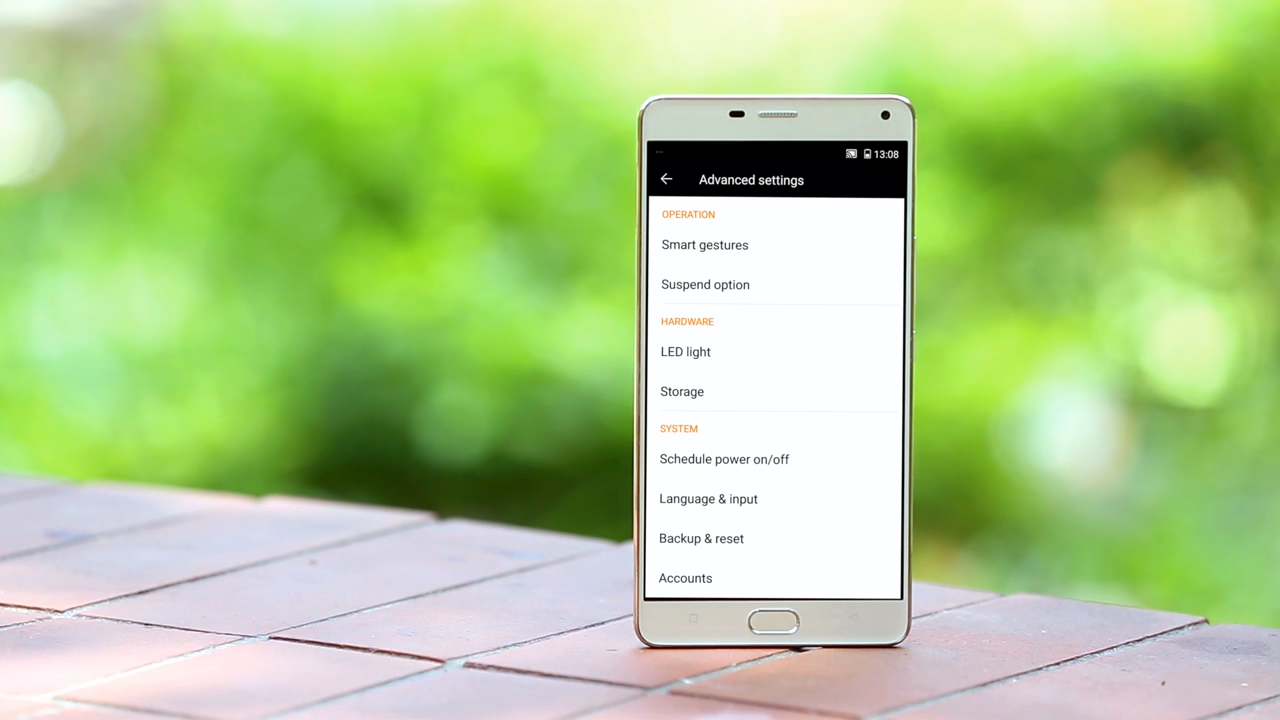 13:08
Advanced settings
OPERATION
Smart gestures
Suspend option
HARDWARE
LED light
Storage
SYSTEM
Schedule power on/off
Language & input
Backup & reset
Accounts